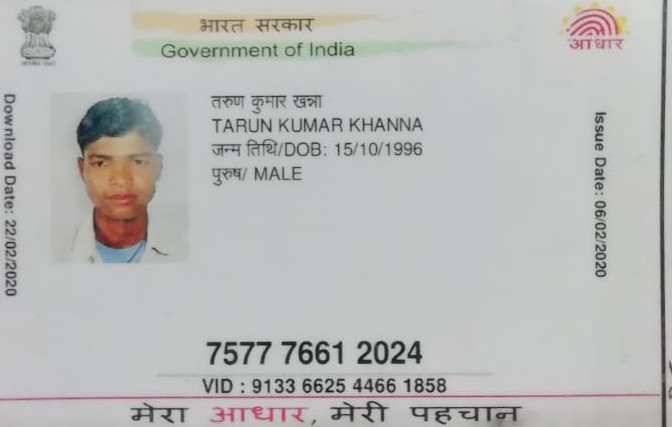 भारत सरकार
Government of India
आधार
Download Date: 22/02/2020
तरुण कुमार खन्ना
TARUN KUMAR KHANNA
जन्म तिथि/DOB: 15/10/1996
पुरुष/ MALE
Issue Date: 06/02/2020
7577 7661 2024
VID : 9133 6625 4466 1858
मेरा आधार, मेरी पहचान